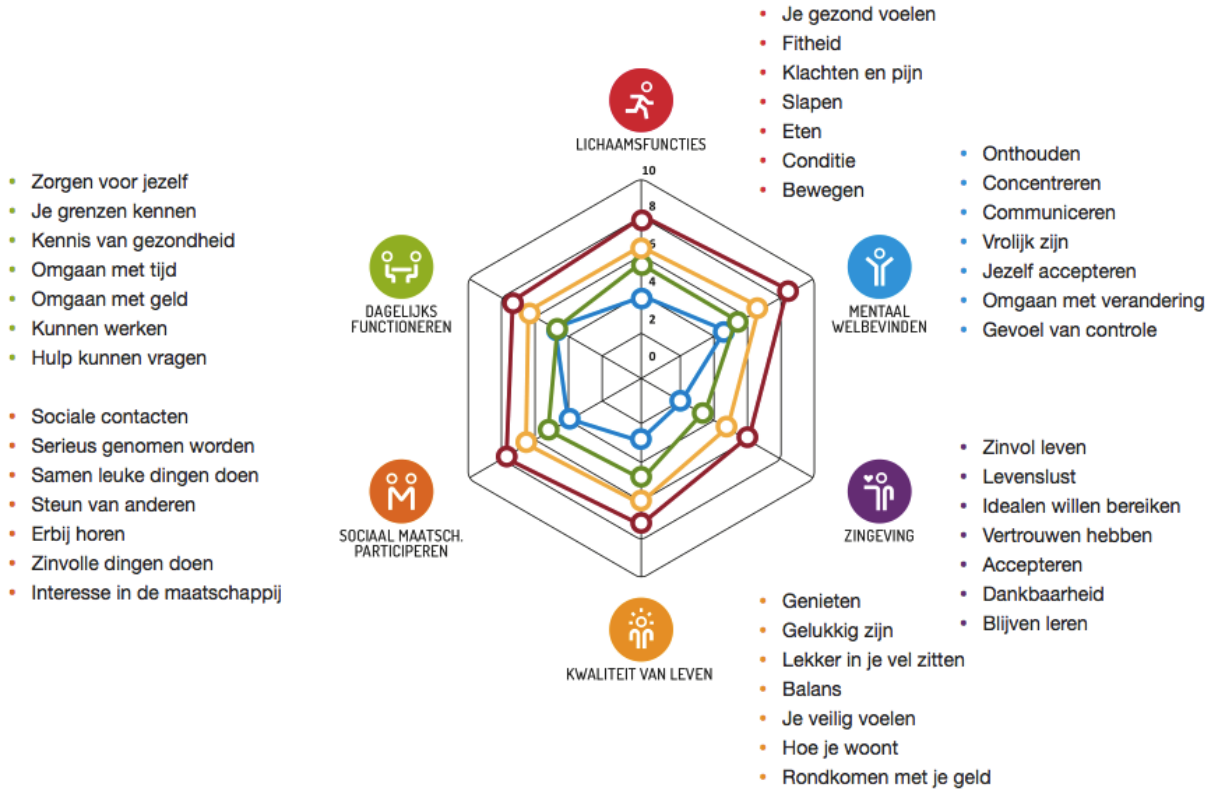 Je gezond voelen
Fitheid
Klachten en pijn
Slapen
Eten
Conditie
Bewegen
LICHAAMSFUNCTIES
Onthouden
Concentreren
Communiceren
Vrolijk zijn
Jezelf accepteren
Omgaan met verandering
Gevoel van controle
MENTAAL
WELBEVINDEN
Zinvol leven
Levenslust
Idealen willen bereiken
Vertrouwen hebben
Accepteren
Dankbaarheid
Blijven leren
ZINGEVING
Genieten
Gelukkig zijn
Lekker in je vel zitten
Balans
Je veilig voelen
Hoe je woont
Rondkomen met je geld
KWALITEIT VAN LEVEN
Sociale contacten
Serieus genomen worden
Samen leuke dingen doen
Steun van anderen
Erbij horen
Zinvolle dingen doen
Interesse in de maatschappij
SOCIAAL MAATSCH.
PARTICIPEREN
Zorgen voor jezelf
Je grenzen kennen
Kennis van gezondheid
Omgaan met tijd
Omgaan met geld
Kunnen werken
Hulp kunnen vragen
DAGELIJKS
FUNCTIONEREN
10
8
6
4
2
0